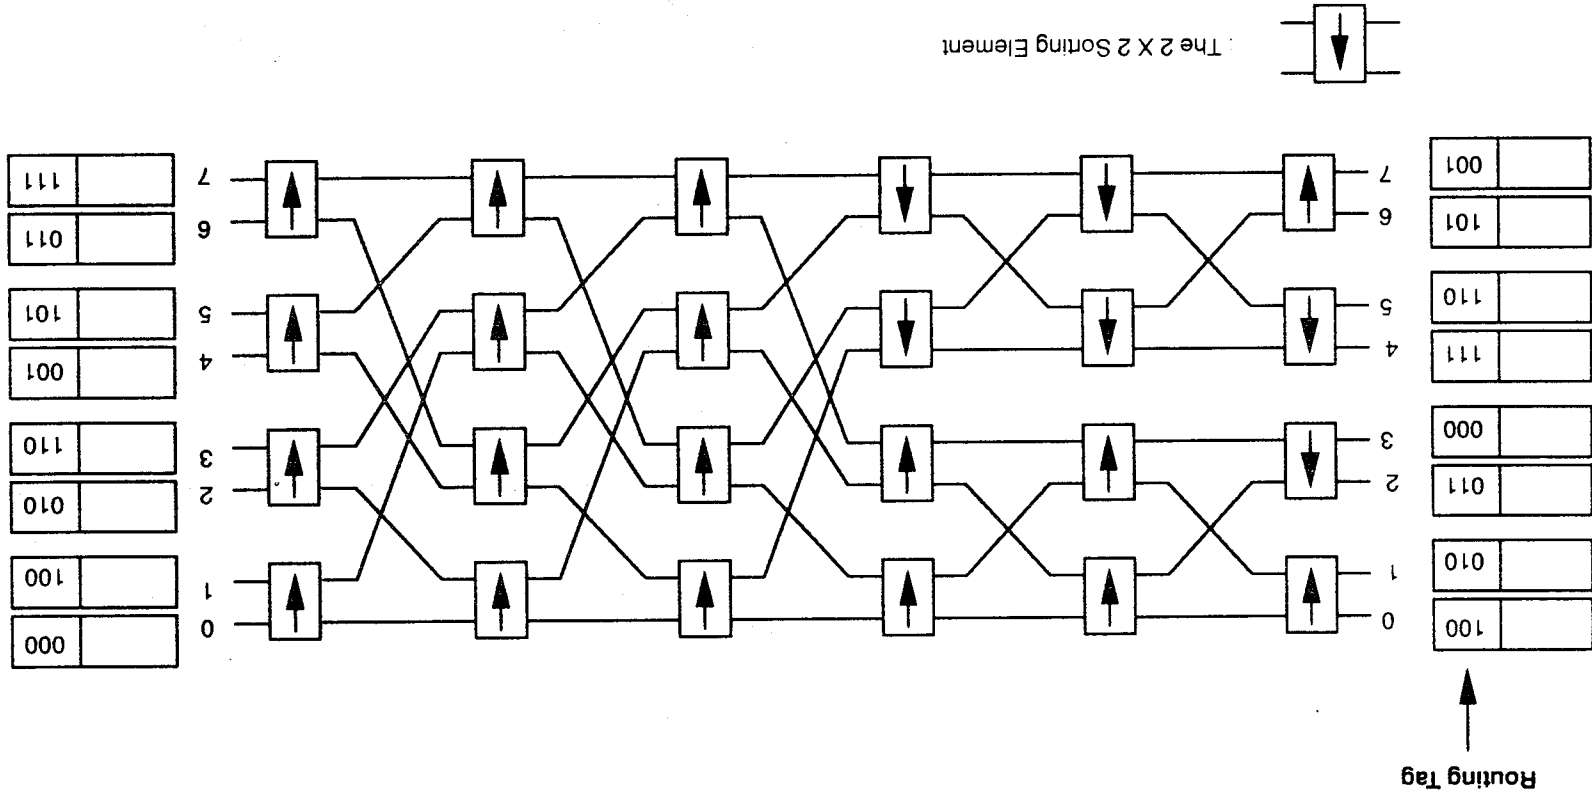 Routing Tag
001 0 0 000
010 1 1 001
110 2 2 010
000 3 3 011
111 4 4 100
011 5 5 101
101 6 6 110
100 7 7 111
The 2 X 2 Sorting Element